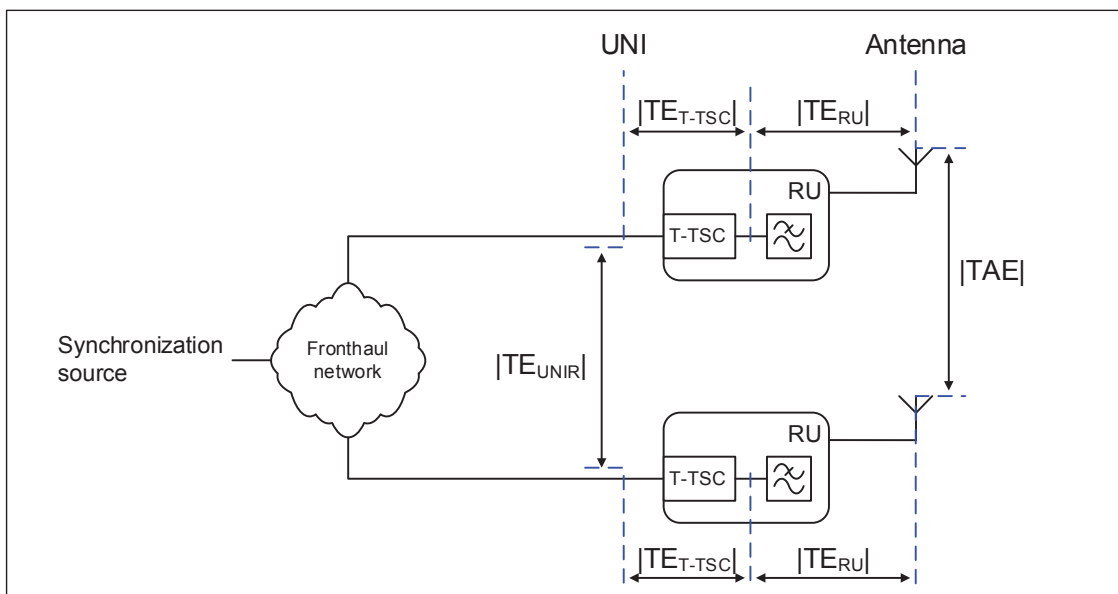 UNI
Antenna
|TE_T-TSC|
|TE_RU|
RU
T-TSC
|TAE|
Synchronization
source
Fronthaul
network
|TE_UNIR|
RU
T-TSC
|TE_T-TSC|
|TE_RU|